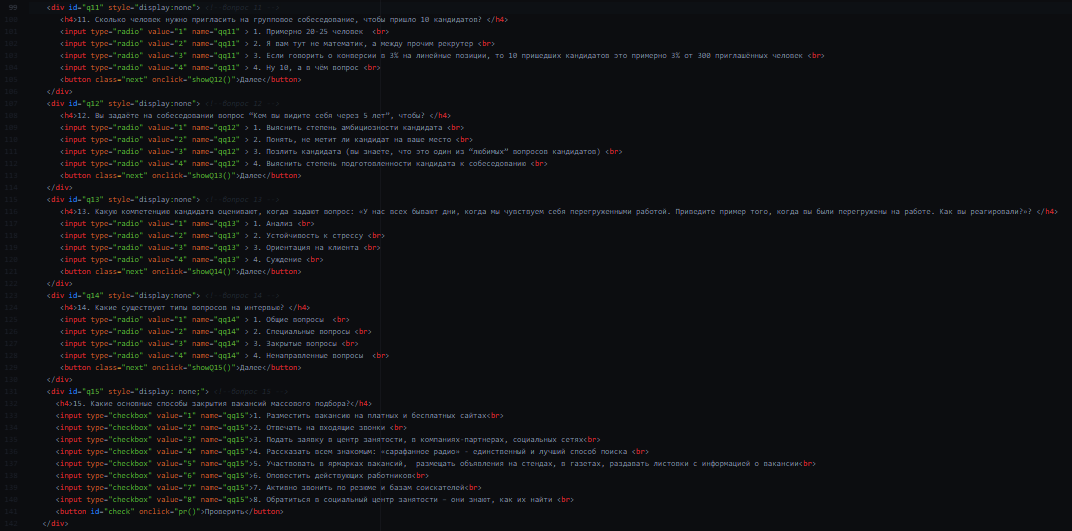 99 <div id="q11" style="display:none"> <!--Вопрос 11 -->
<h4>11. Сколько человек нужно пригласить на групповое собеседование, чтобы пришло 10 кандидатов? </h4>
<input type="radio" value="1" name="qq11" > 1. Примерно 20-25 человек  <br>
<input type="radio" value="2" name="qq11" > 2. Я вам тут не математик, а между прочим рекрутер <br>
<input type="radio" value="3" name="qq11" > 3. Если говорить о конверсии в 3% на линейные позиции, то 10 пришедших кандидатов это примерно 3% от 300 приглашённых человек <br>
<input type="radio" value="4" name="qq11" > 4. Ну 10, а в чём вопрос <br>
<button class="next" onclick="showQ12()">Далее</button>
</div>
<div id="q12" style="display:none"> <!--Вопрос 12 -->
<h4>12. Вы задаёте на собеседовании вопрос "Кем вы видите себя через 5 лет", чтобы? </h4>
<input type="radio" value="1" name="qq12" > 1. Выяснить степень амбициозности кандидата <br>
<input type="radio" value="2" name="qq12" > 2. Понять, не метит ли кандидат на ваше место <br>
<input type="radio" value="3" name="qq12" > 3. Позлить кандидата (вы знаете, что это один из "любимых" вопросов кандидатов) <br>
<input type="radio" value="4" name="qq12" > 4. Выяснить степень подготовленности кандидата к собеседованию <br>
<button class="next" onclick="showQ13()">Далее</button>
</div>
<div id="q13" style="display:none"> <!--Вопрос 13 -->
<h4>13. Какую компетенцию кандидата оценивают, когда задают вопрос: «У нас всех бывают дни, когда мы чувствуем себя перегруженными работой. Приведите пример того, когда вы были перегружены на работе. Как вы реагировали?»? </h4>
<input type="radio" value="1" name="qq13" > 1. Анализ <br>
<input type="radio" value="2" name="qq13" > 2. Устойчивость к стрессу <br>
<input type="radio" value="3" name="qq13" > 3. Ориентация на клиента <br>
<input type="radio" value="4" name="qq13" > 4. Суждение <br>
<button class="next" onclick="showQ14()">Далее</button>
</div>
<div id="q14" style="display:none"> <!--Вопрос 14 -->
<h4>14. Какие существуют типы вопросов на интервью? </h4>
<input type="radio" value="1" name="qq14" > 1. Общие вопросы  <br>
<input type="radio" value="2" name="qq14" > 2. Специальные вопросы <br>
<input type="radio" value="3" name="qq14" > 3. Закрытые вопросы <br>
<input type="radio" value="4" name="qq14" > 4. Ненаправленные вопросы  <br>
<button class="next" onclick="showQ15()">Далее</button>
</div>
<div id="q15" style="display: none;"> <!--Вопрос 15 -->
<h4>15. Какие основные способы закрытия вакансий массового подбора?</h4>
<input type="checkbox" value="1" name="qq15">1. Разместить вакансию на платных и бесплатных сайтах<br>
<input type="checkbox" value="2" name="qq15">2. Отвечать на входящие звонки <br>
<input type="checkbox" value="3" name="qq15">3. Подать заявку в центр занятости, в компаниях-партнерах, социальных сетях<br>
<input type="checkbox" value="4" name="qq15">4. Рассказать всем знакомым: «сарафанное радио» – единственный и лучший способ поиска <br>
<input type="checkbox" value="5" name="qq15">5. Участвовать в ярмарках вакансий,  размещать объявления на стендах, в газетах, раздавать листовки с информацией о вакансии<br>
<input type="checkbox" value="6" name="qq15">6. Оповестить действующих работников<br>
<input type="checkbox" value="7" name="qq15">7. Активно звонить по резюме и базам соискателей<br>
<input type="checkbox" value="8" name="qq15">8. Обратиться в социальный центр занятости – они знают, как их найти <br>
<button id="check" onclick="pr()">Проверить</button>
</div>